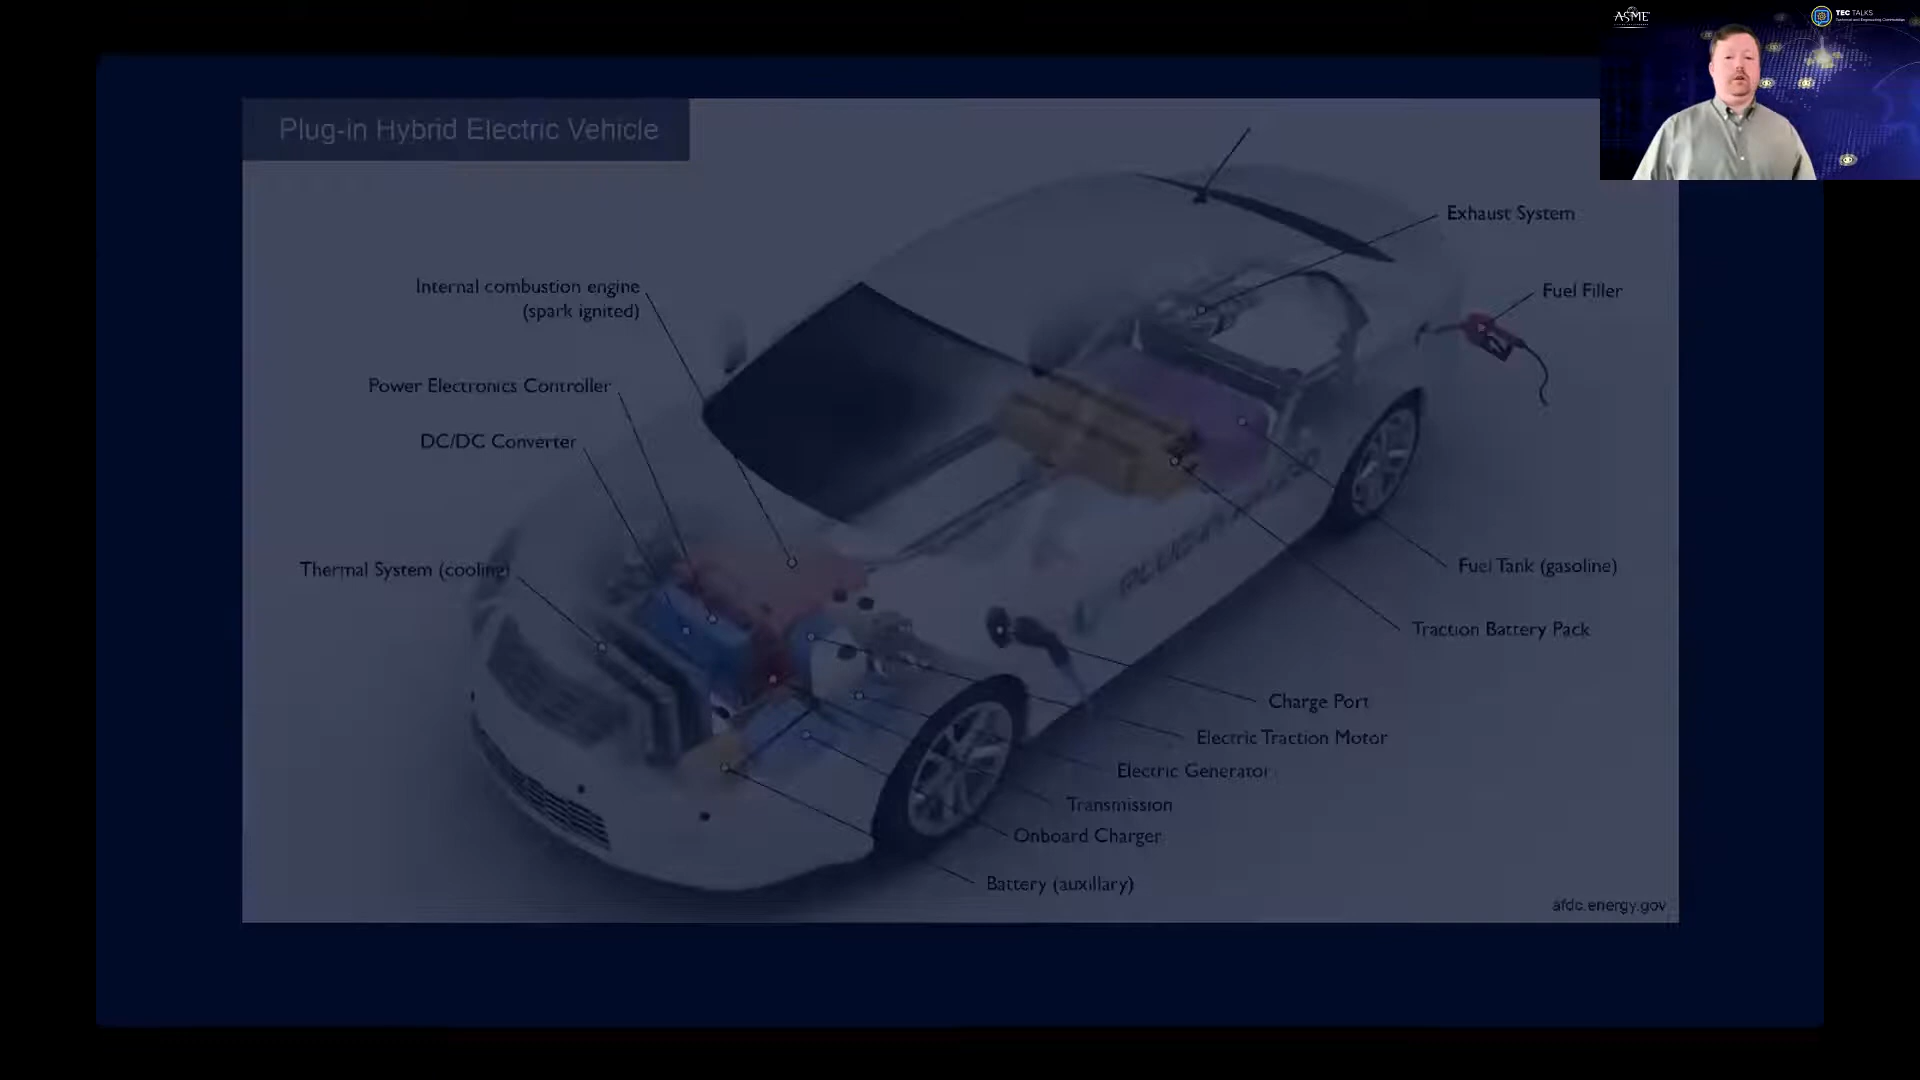 ASME
TEC TALKS
Plug-in Hybrid Electric Vehicle
Exhaust System
Fuel Filler
Internal combustion engine
(spark ignited)
Power Electronics Controller
DC/DC Converter
Thermal System (cooling)
Fuel Tank (gasoline)
Traction Battery Pack
Charge Port
Electric Traction Motor
Electric Generator
Transmission
Onboard Charger
Battery (auxillary)
afdc.energy.gov